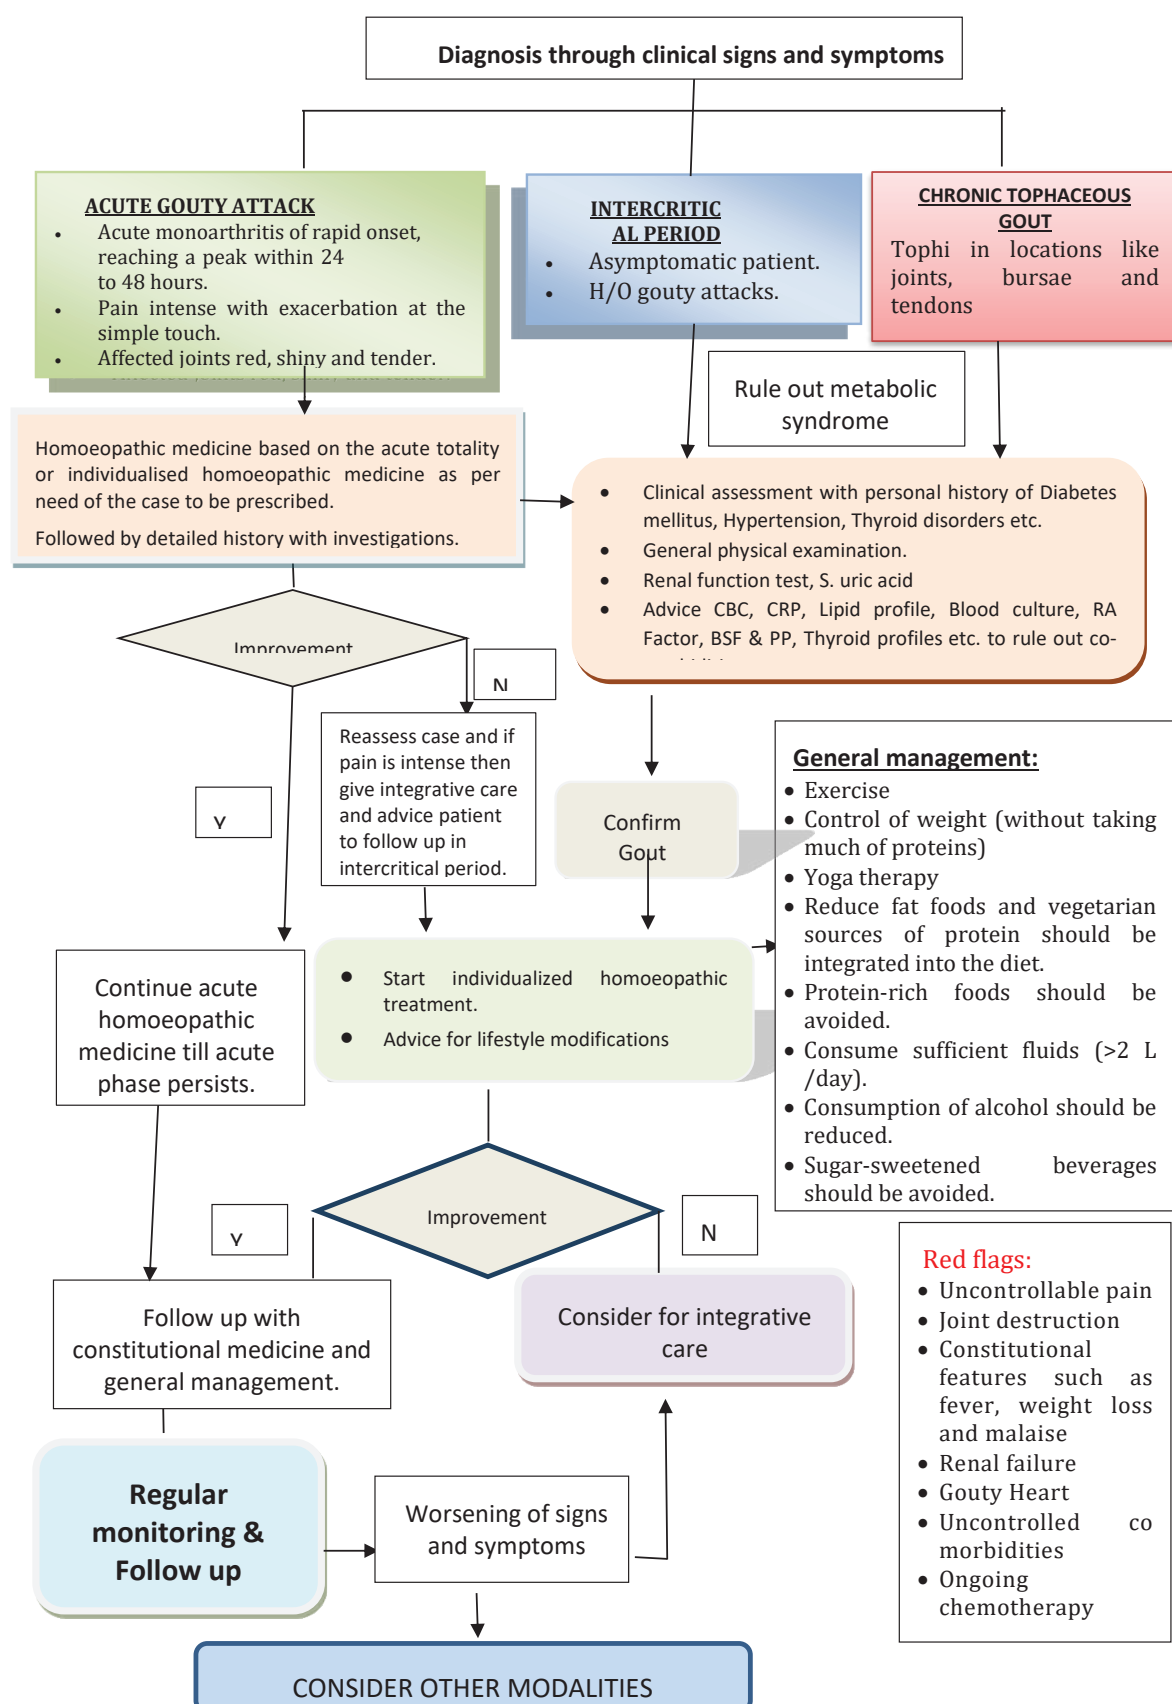 Diagnosis through clinical signs and symptoms
ACUTE GOUTY ATTACK
• Acute monoarthritis of rapid onset,
reaching a peak within 24
to 48 hours.
• Pain intense with exacerbation at the
simple touch.
• Affected joints red, shiny and tender.
INTERCRITIC
AL PERIOD
• Asymptomatic patient.
• H/O gouty attacks.
CHRONIC TOPHACEOUS
GOUT
Tophi in locations like
joints, bursae and
tendons
Rule out metabolic
syndrome
Homoeopathic medicine based on the acute totality
or individualised homoeopathic medicine as per
need of the case to be prescribed.
Followed by detailed history with investigations.
• Clinical assessment with personal history of Diabetes
mellitus, Hypertension, Thyroid disorders etc.
• General physical examination.
• Renal function test, S. uric acid
• Advice CBC, CRP, Lipid profile, Blood culture, RA
Factor, BSF & PP, Thyroid profiles etc. to rule out co-
Improvement
N
Reassess case and if
pain is intense then
give integrative care
and advice patient
to follow up in
intercritical period.
Y
Confirm
Gout
General management:
• Exercise
• Control of weight (without taking
much of proteins)
• Yoga therapy
• Reduce fat foods and vegetarian
sources of protein should be
integrated into the diet.
• Protein-rich foods should be
avoided.
• Consume sufficient fluids (>2 L
/day).
• Consumption of alcohol should be
reduced.
• Sugar-sweetened beverages
should be avoided.
Continue acute
homoeopathic
medicine till acute
phase persists.
• Start individualized homoeopathic
treatment.
• Advice for lifestyle modifications
Improvement
Y
N
Follow up with
constitutional medicine and
general management.
Consider for integrative
care
Red flags:
• Uncontrollable pain
• Joint destruction
• Constitutional
features such as
fever, weight loss
and malaise
• Renal failure
• Gouty Heart
• Uncontrolled co
morbidities
• Ongoing
chemotherapy
Regular
monitoring &
Follow up
Worsening of signs
and symptoms
CONSIDER OTHER MODALITIES